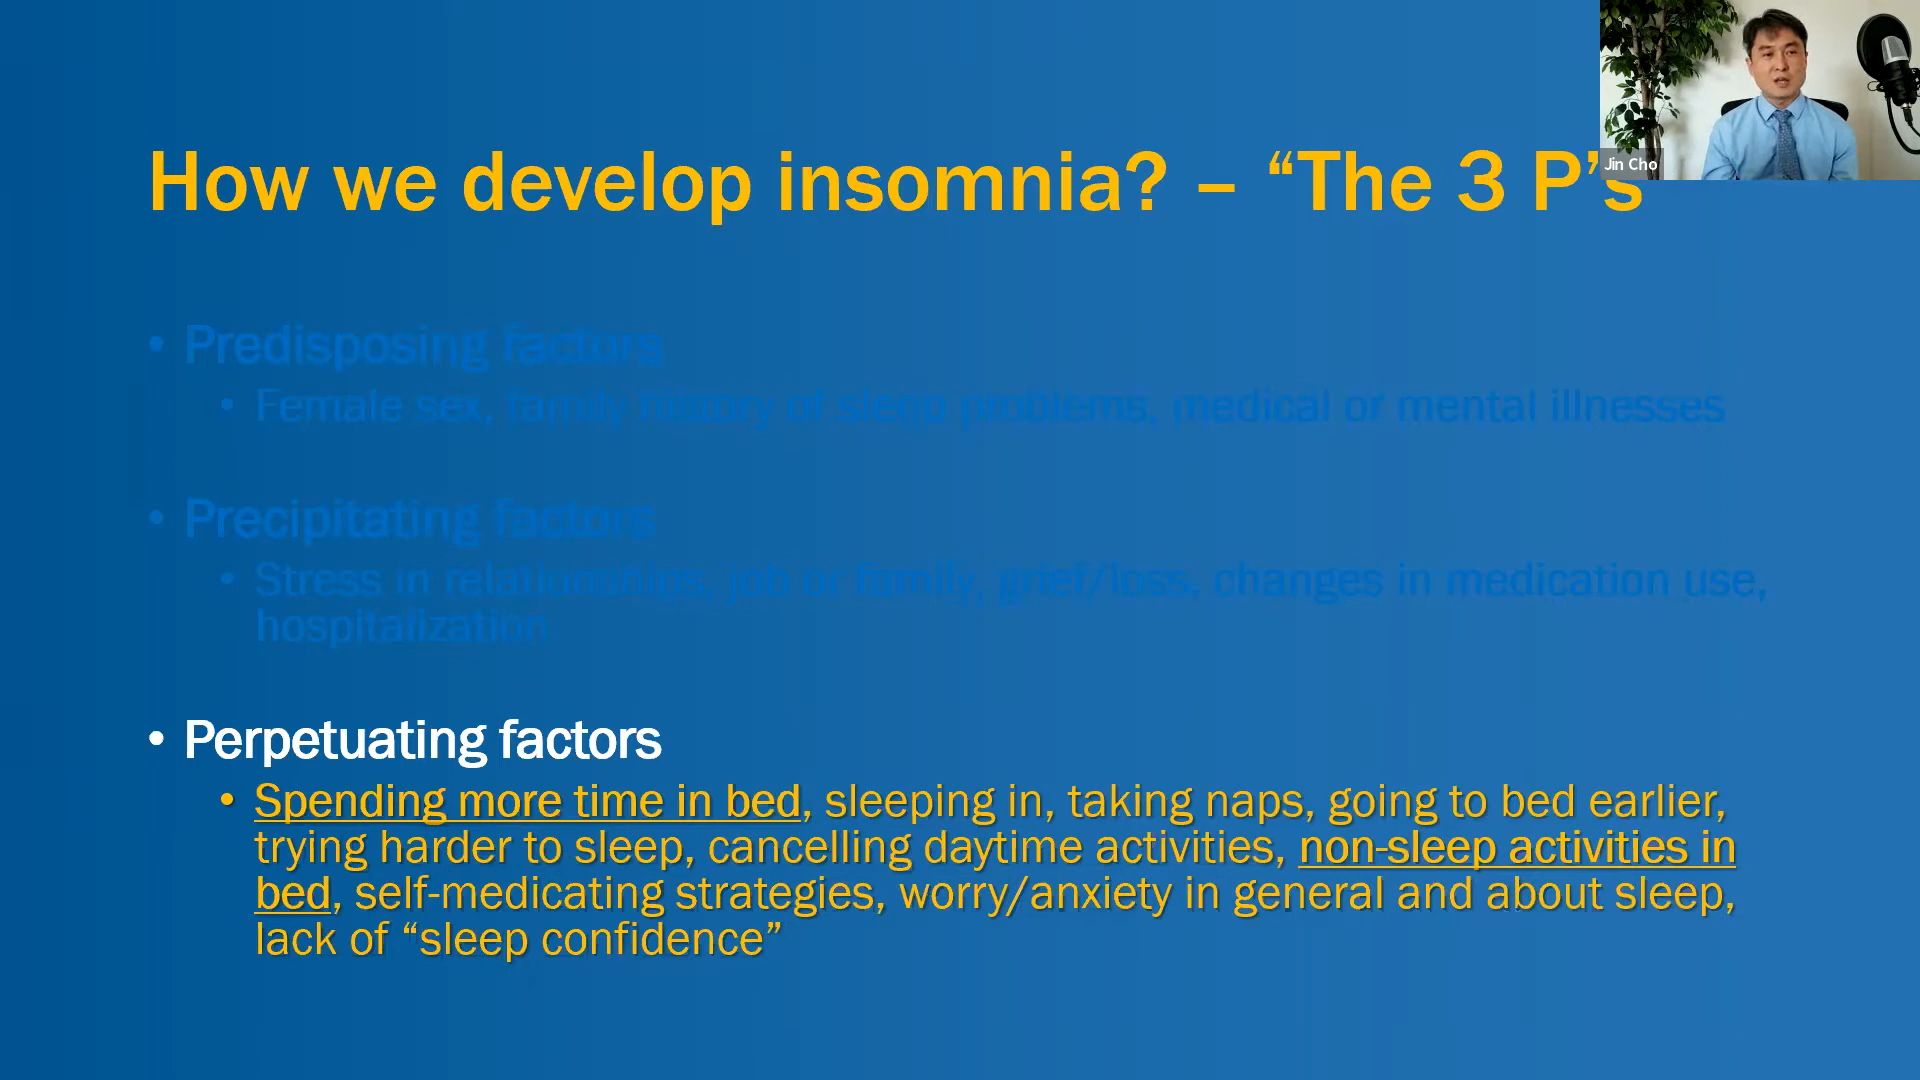 Jin Cho
How we develop insomnia? – “The 3 P’s
• Predisposing factors
• Female sex, family history of sleep problems, medical or mental illnesses
• Precipitating factors
• Stress in relationships, job or family, grief/loss, changes in medication use,
hospitalization
• Perpetuating factors
• Spending more time in bed, sleeping in, taking naps, going to bed earlier,
trying harder to sleep, cancelling daytime activities, non-sleep activities in
bed, self-medicating strategies, worry/anxiety in general and about sleep,
lack of “sleep confidence”